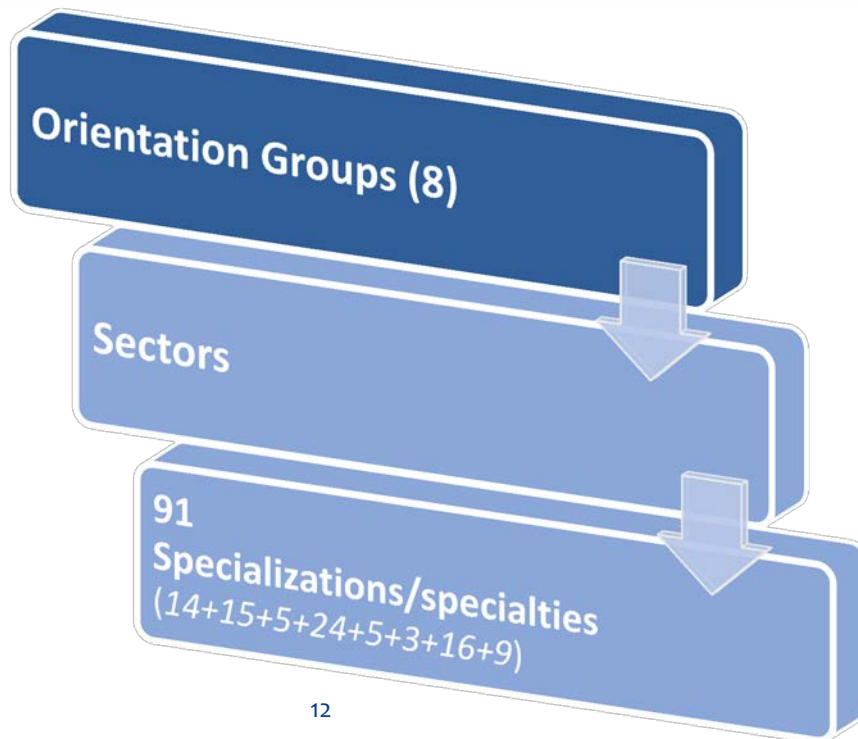 Orientation Groups (8)
Sectors
91
Specializations/specialties
(14+15+5+24+5+3+16+9)
12